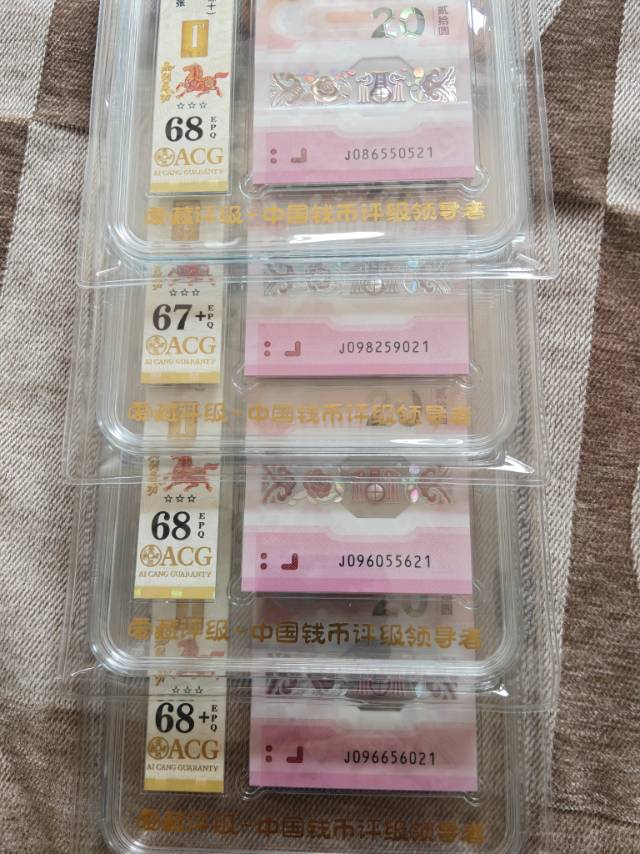 十)
张
20
贰拾圆
68 EPQ
ACG
AI CANG GUARANTY
J086550521
爱藏评级-中国钱币评级领导者
67+ EPQ
ACG
AI CANG GUARANTY
J098259021
爱藏评级-中国钱币评级领导者
20
68 EPQ
ACG
AI CANG GUARANTY
J096055621
爱藏评级-中国钱币评级领导者
20
68+ EPQ
ACG
AI CANG GUARANTY
J096656021
爱藏评级-中国钱币评级领导者